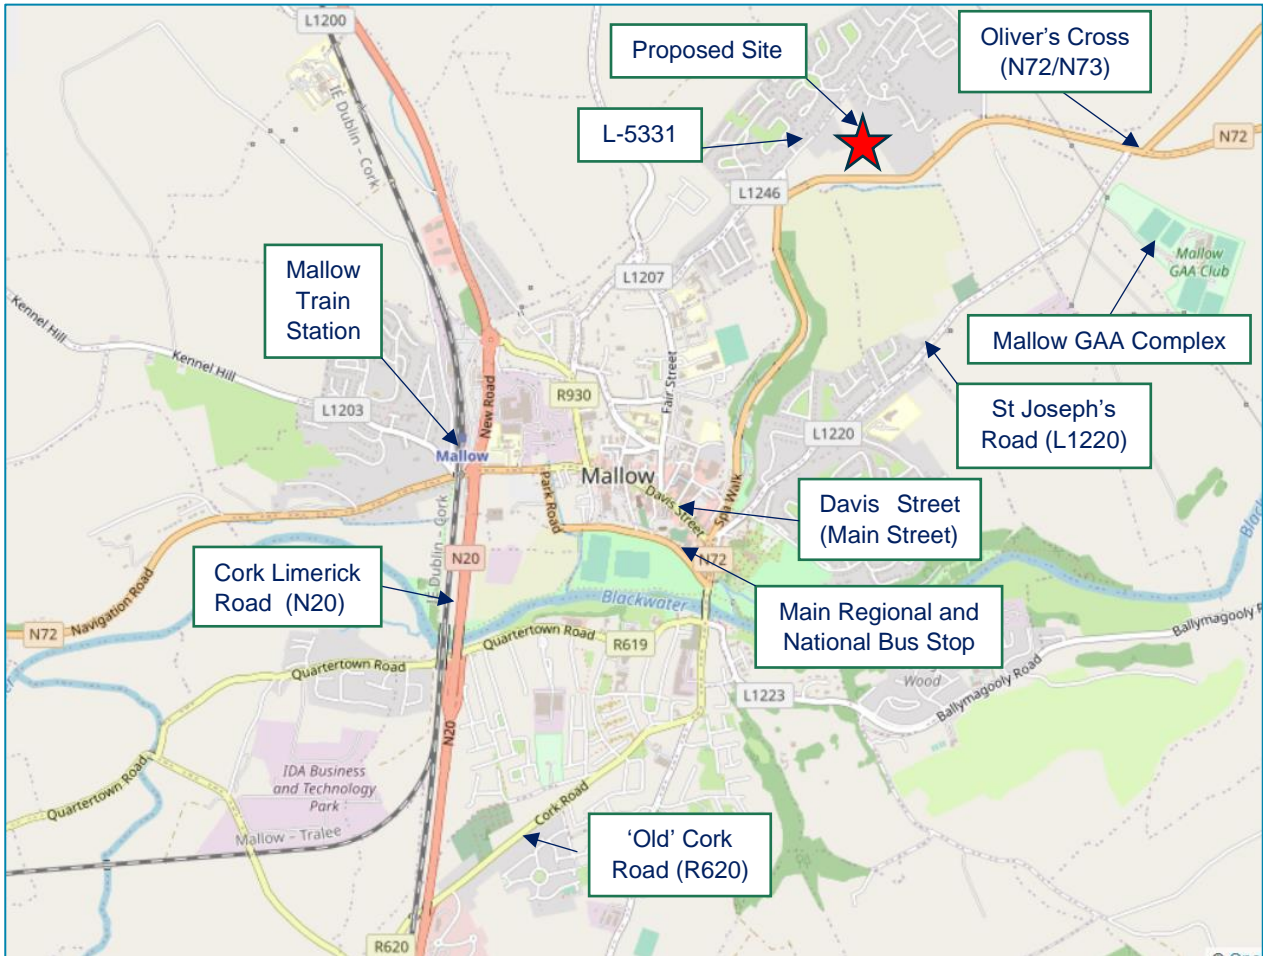 L1200
Proposed Site
Oliver's Cross
(N72/N73)
L-5331
N72
IE Dublin - Cork
L1246
Mallow
GAA Club
Mallow
Train
Station
L1207
Kennel Hill
Kennel Hill
Mallow GAA Complex
New Road
Fair Street
R930
L1203
St Joseph's
Road (L1220)
L1220
Mallow
Mallow
Park Road
Davis Street
Spa Walk
Davis Street
(Main Street)
IE Dublin - Cork
N20
N72
Cork Limerick
Road (N20)
Blackwater
Main Regional and
National Bus Stop
Navigation Road
N72
Quartertown Road
R619
Quartertown Road
Ballymagooly R
L1223
Wood
Ballymagooly Road
N20
Quartertown Road
IDA Business
and Technology
Park
Mallow - Tralee
Cork Road
'Old' Cork
Road (R620)
R620